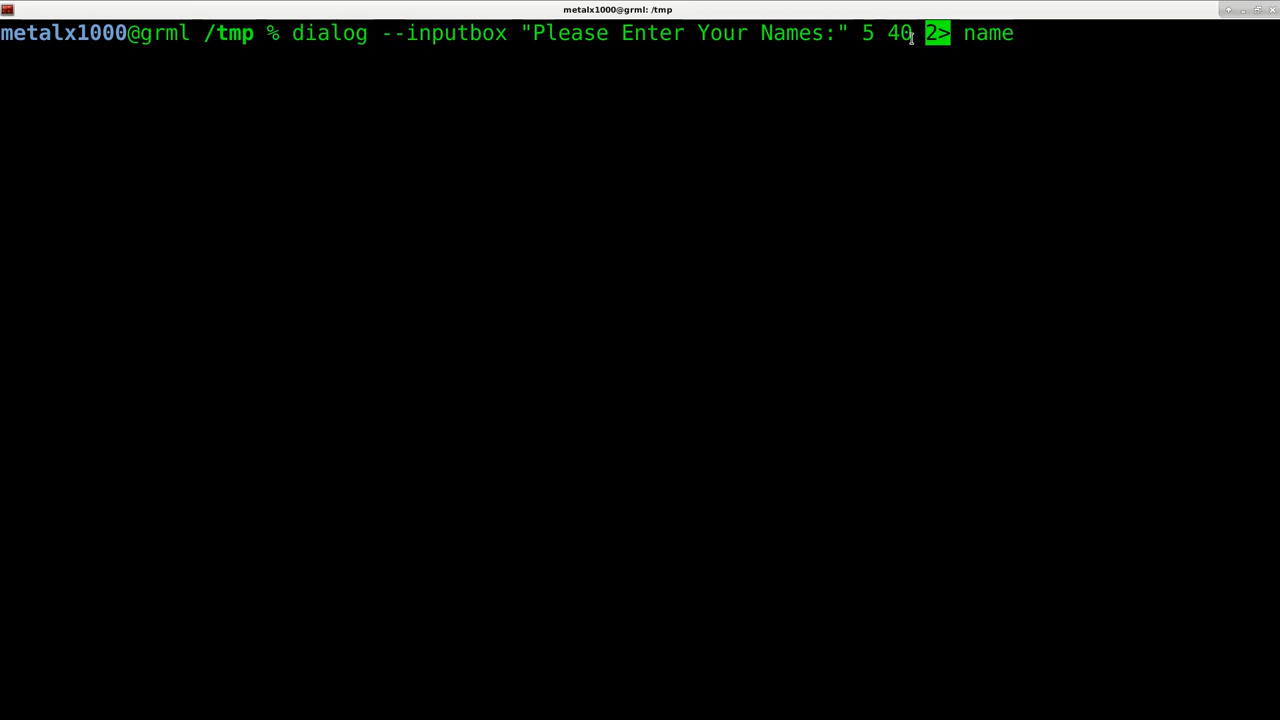 metalx1000@grml: /tmp
metalx1000@grml /tmp % dialog --inputbox "Please Enter Your Names:" 5 40 2> name